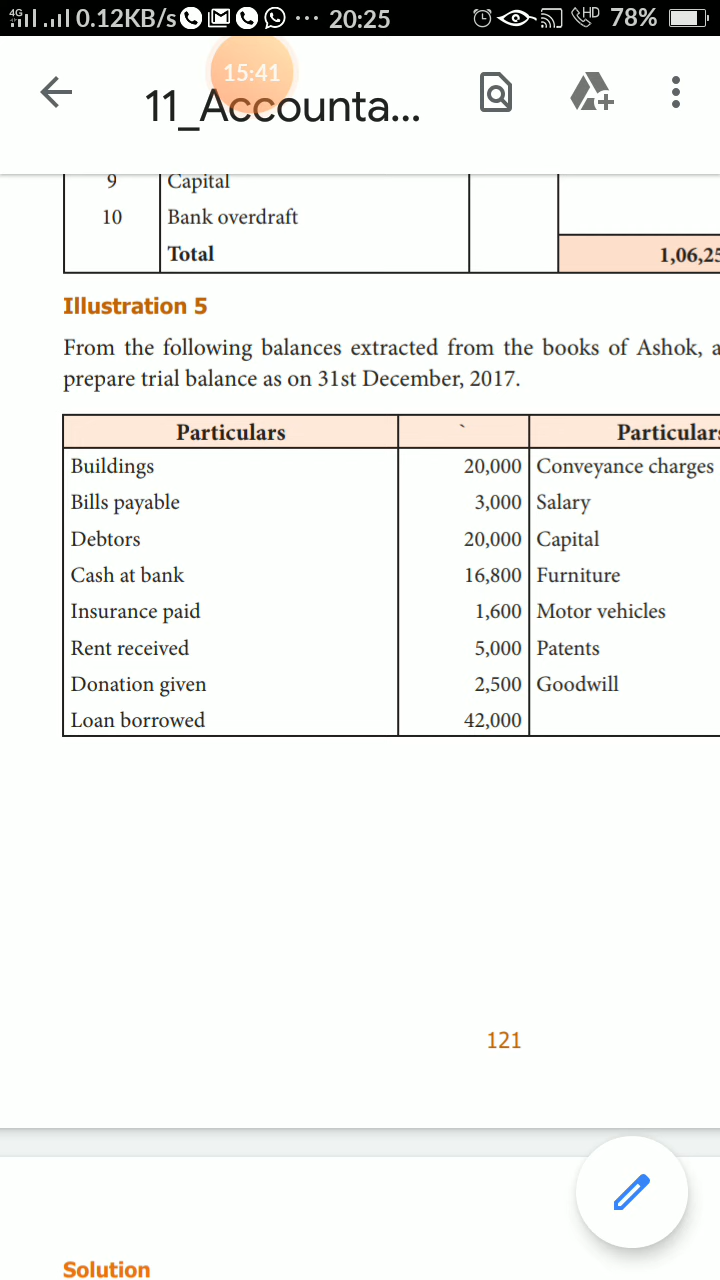 4G 0.12KB/s ... 20:25 HD 78%
15:41
11_Accounta...
9 Capital
10 Bank overdraft
Total 1,06,25
Illustration 5
From the following balances extracted from the books of Ashok, a
prepare trial balance as on 31st December, 2017.
Particulars ` Particulars
Buildings 20,000 Conveyance charges
Bills payable 3,000 Salary
Debtors 20,000 Capital
Cash at bank 16,800 Furniture
Insurance paid 1,600 Motor vehicles
Rent received 5,000 Patents
Donation given 2,500 Goodwill
Loan borrowed 42,000
121
Solution